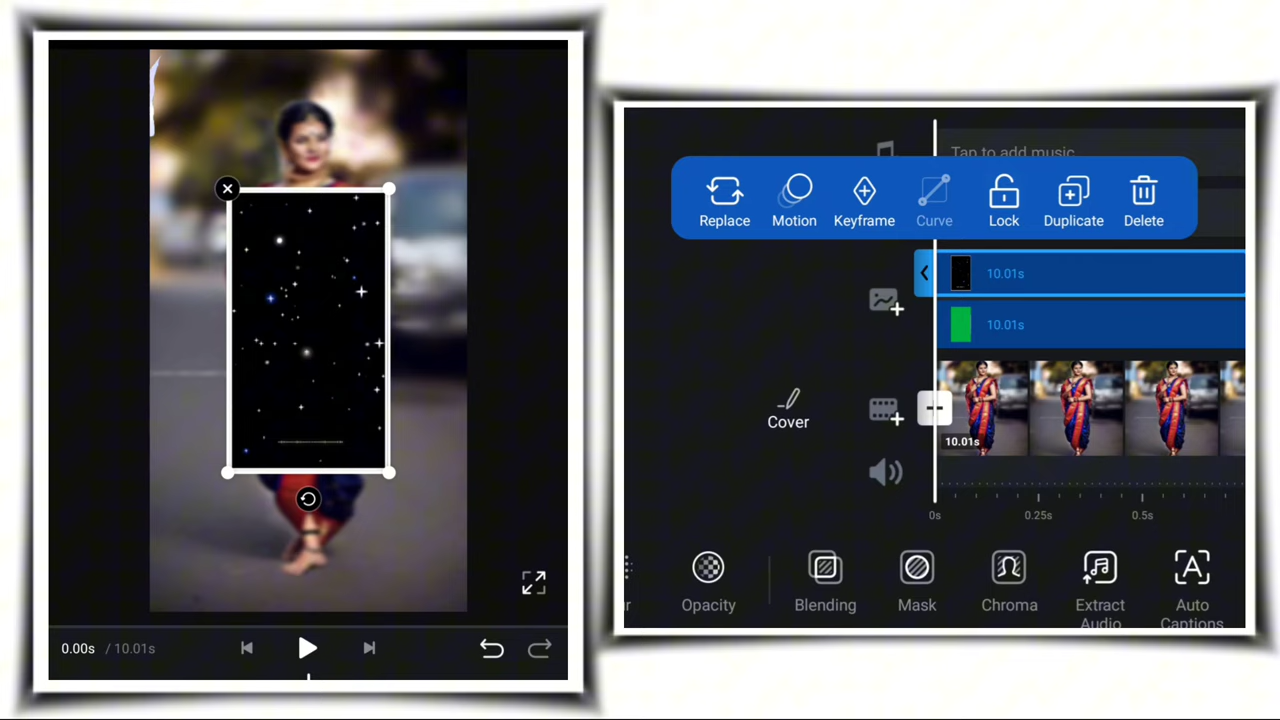 0.00s / 10.01s
Tap to add music
Replace Motion Keyframe Curve Lock Duplicate Delete
10.01s
10.01s
Cover
10.01s
0s 0.25s 0.5s
Opacity Blending Mask Chroma Extract Audio Auto Captions